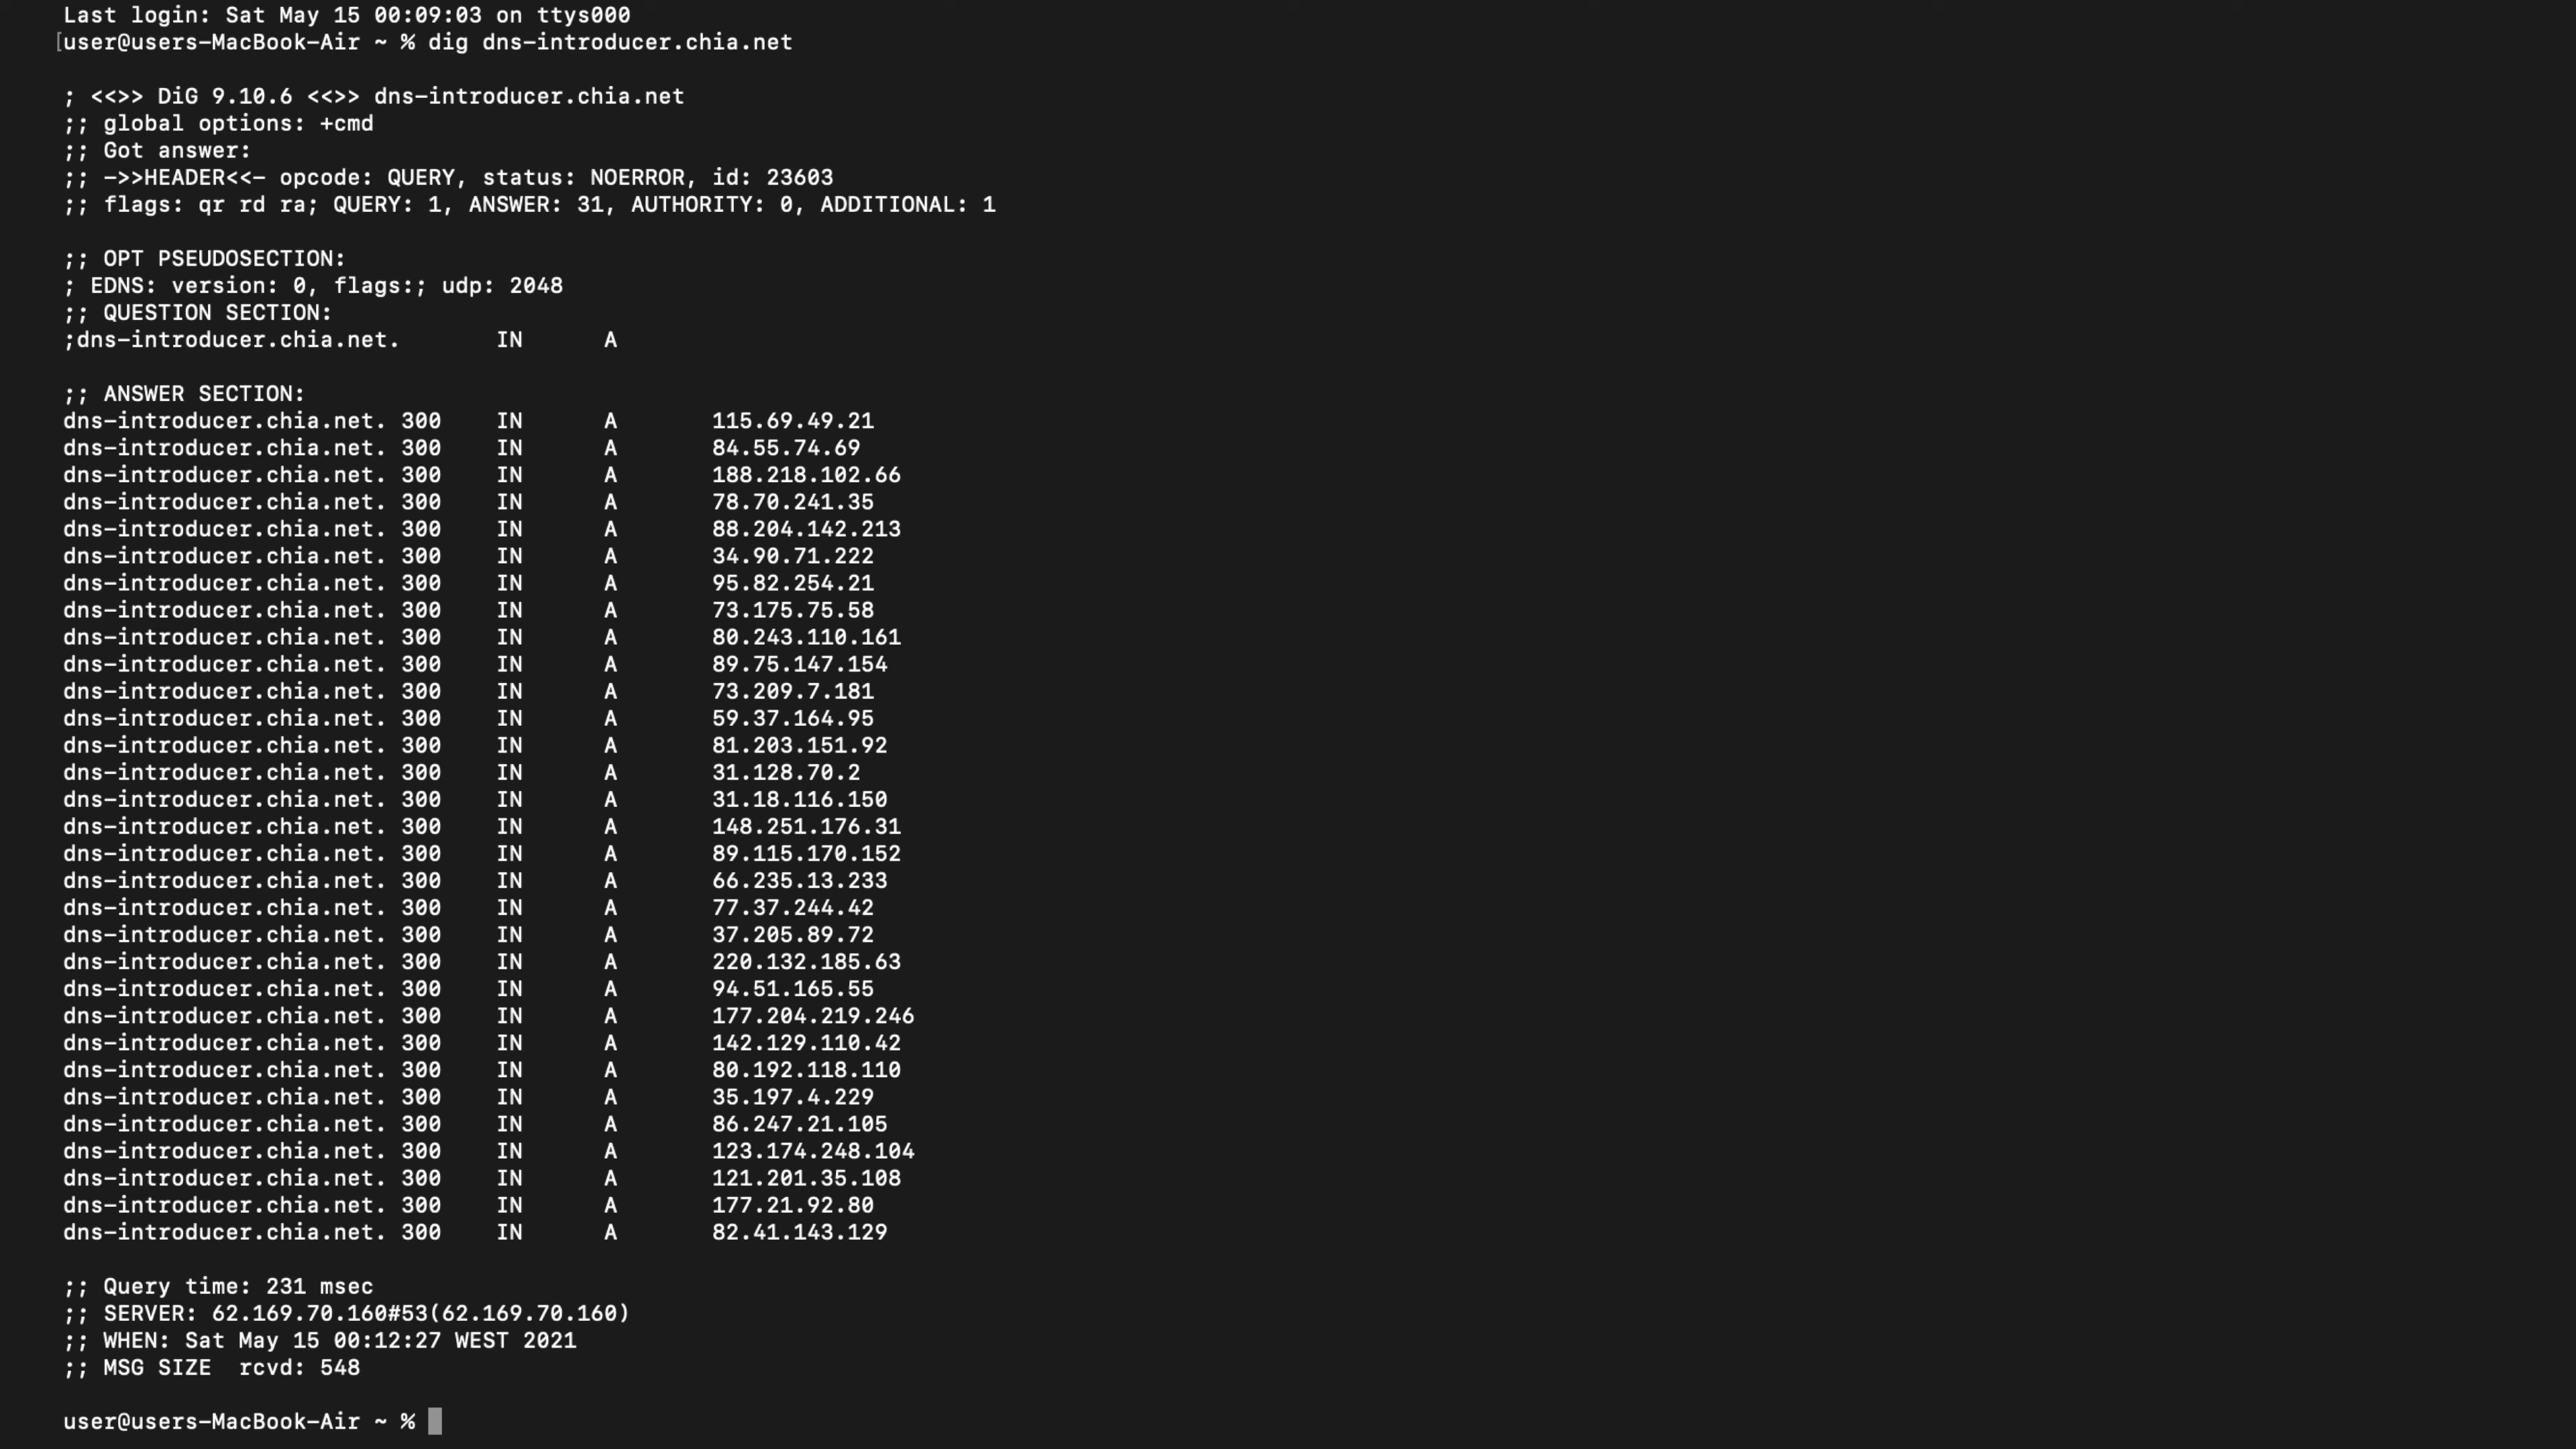 Last login: Sat May 15 00:09:03 on ttys000
[user@users-MacBook-Air ~ % dig dns-introducer.chia.net

; <<>> DiG 9.10.6 <<>> dns-introducer.chia.net
;; global options: +cmd
;; Got answer:
;; ->>HEADER<<- opcode: QUERY, status: NOERROR, id: 23603
;; flags: qr rd ra; QUERY: 1, ANSWER: 31, AUTHORITY: 0, ADDITIONAL: 1

;; OPT PSEUDOSECTION:
; EDNS: version: 0, flags:; udp: 2048
;; QUESTION SECTION:
;dns-introducer.chia.net. IN A

;; ANSWER SECTION:
dns-introducer.chia.net. 300 IN A 115.69.49.21
dns-introducer.chia.net. 300 IN A 84.55.74.69
dns-introducer.chia.net. 300 IN A 188.218.102.66
dns-introducer.chia.net. 300 IN A 78.70.241.35
dns-introducer.chia.net. 300 IN A 88.204.142.213
dns-introducer.chia.net. 300 IN A 34.90.71.222
dns-introducer.chia.net. 300 IN A 95.82.254.21
dns-introducer.chia.net. 300 IN A 73.175.75.58
dns-introducer.chia.net. 300 IN A 80.243.110.161
dns-introducer.chia.net. 300 IN A 89.75.147.154
dns-introducer.chia.net. 300 IN A 73.209.7.181
dns-introducer.chia.net. 300 IN A 59.37.164.95
dns-introducer.chia.net. 300 IN A 81.203.151.92
dns-introducer.chia.net. 300 IN A 31.128.70.2
dns-introducer.chia.net. 300 IN A 31.18.116.150
dns-introducer.chia.net. 300 IN A 148.251.176.31
dns-introducer.chia.net. 300 IN A 89.115.170.152
dns-introducer.chia.net. 300 IN A 66.235.13.233
dns-introducer.chia.net. 300 IN A 77.37.244.42
dns-introducer.chia.net. 300 IN A 37.205.89.72
dns-introducer.chia.net. 300 IN A 220.132.185.63
dns-introducer.chia.net. 300 IN A 94.51.165.55
dns-introducer.chia.net. 300 IN A 177.204.219.246
dns-introducer.chia.net. 300 IN A 142.129.110.42
dns-introducer.chia.net. 300 IN A 80.192.118.110
dns-introducer.chia.net. 300 IN A 35.197.4.229
dns-introducer.chia.net. 300 IN A 86.247.21.105
dns-introducer.chia.net. 300 IN A 123.174.248.104
dns-introducer.chia.net. 300 IN A 121.201.35.108
dns-introducer.chia.net. 300 IN A 177.21.92.80
dns-introducer.chia.net. 300 IN A 82.41.143.129

;; Query time: 231 msec
;; SERVER: 62.169.70.160#53(62.169.70.160)
;; WHEN: Sat May 15 00:12:27 WEST 2021
;; MSG SIZE  rcvd: 548

user@users-MacBook-Air ~ %